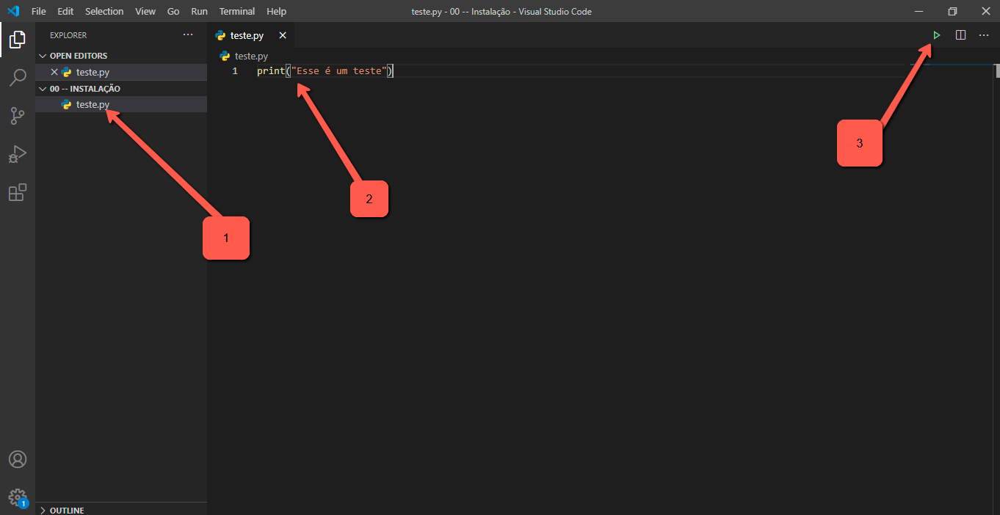 File Edit Selection View Go Run Terminal Help
teste.py - 00 -- Instalação - Visual Studio Code
EXPLORER
OPEN EDITORS
teste.py
00 -- INSTALAÇÃO
teste.py
OUTLINE
1
teste.py
teste.py
1 print("Esse é um teste")
1
2
3